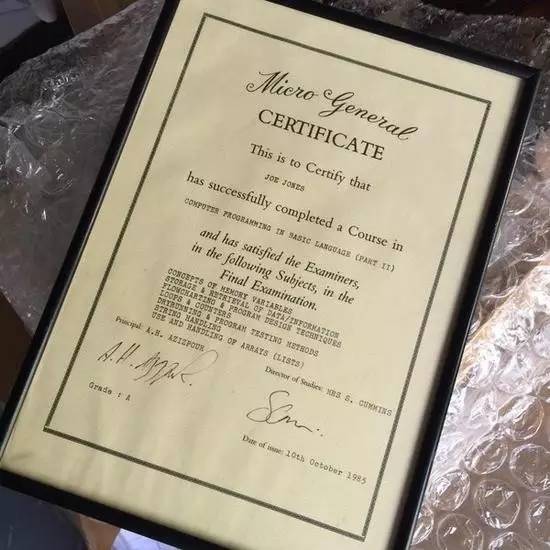 Micro General
CERTIFICATE
This is to Certify that
JOE JONES
has successfully completed a Course in
COMPUTER PROGRAMMING IN BASIC LANGUAGE (PART II)
and has satisfied the Examiners,
in the following Subjects, in the
Final Examination.
CONCEPTS OF MEMORY VARIABLES
STORAGE & RETRIEVAL OF DATA/INFORMATION
FLOWCHARTING & PROGRAM DESIGN TECHNIQUES
LOOPS & COUNTERS
DRYRUNNING & PROGRAM TESTING METHODS
STRING HANDLING
USE AND HANDLING OF ARRAYS (LISTS)
Principal: A.H. AZIZPOUR
Director of Studies: MRS S. CUMMINS
Grade : A
Date of issue: 10th October 1985